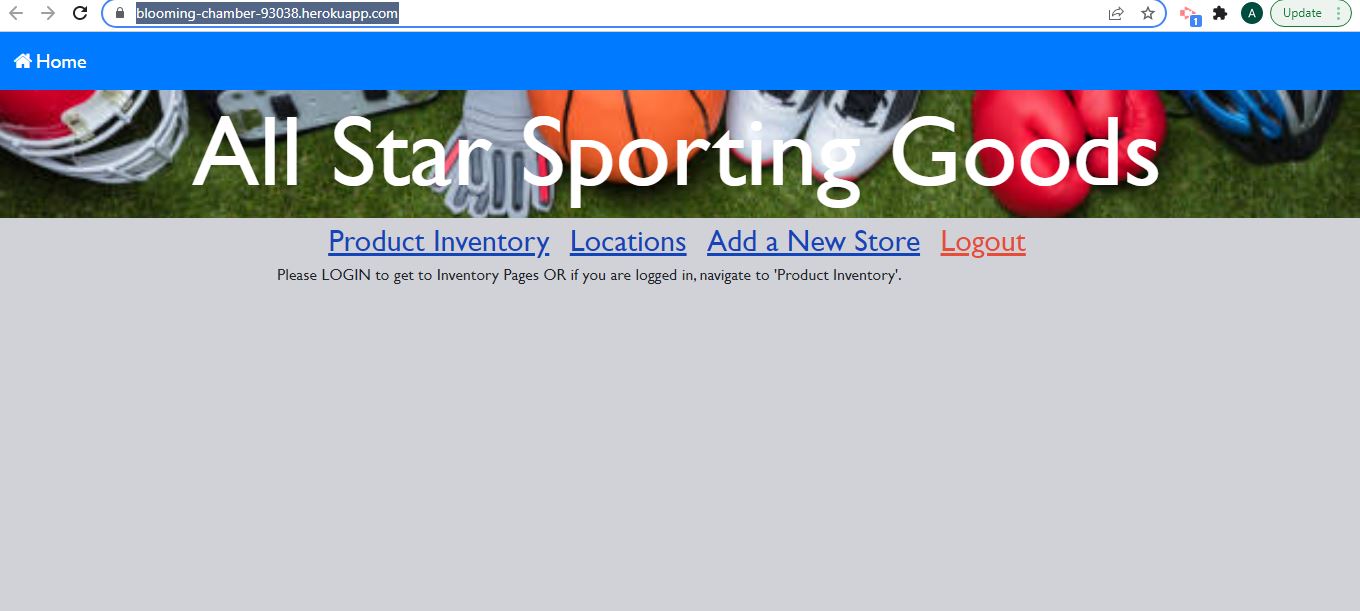 blooming-chamber-93038.herokuapp.com
1
A
Update
Home
All Star Sporting Goods
Product Inventory Locations Add a New Store Logout
Please LOGIN to get to Inventory Pages OR if you are logged in, navigate to 'Product Inventory'.